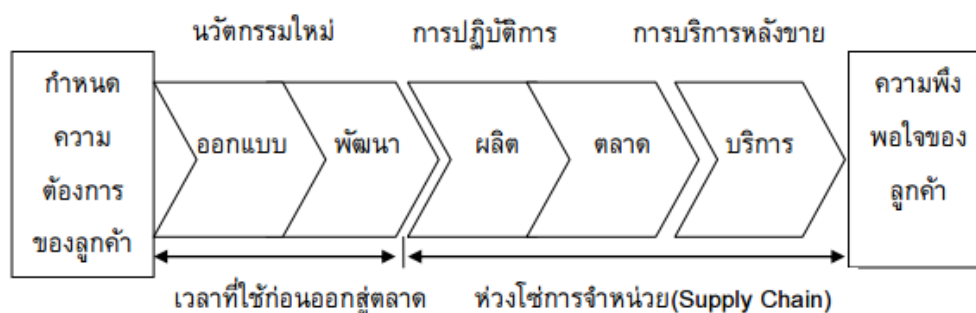 นวัตกรรมใหม่
การปฏิบัติการ
การบริการหลังขาย
กำหนด
ความ
ต้องการ
ของลูกค้า
ออกแบบ
พัฒนา
ผลิต
ตลาด
บริการ
ความพึง
พอใจของ
ลูกค้า
เวลาที่ใช้ก่อนออกสู่ตลาด
ห่วงโซ่การจำหน่วย(Supply Chain)